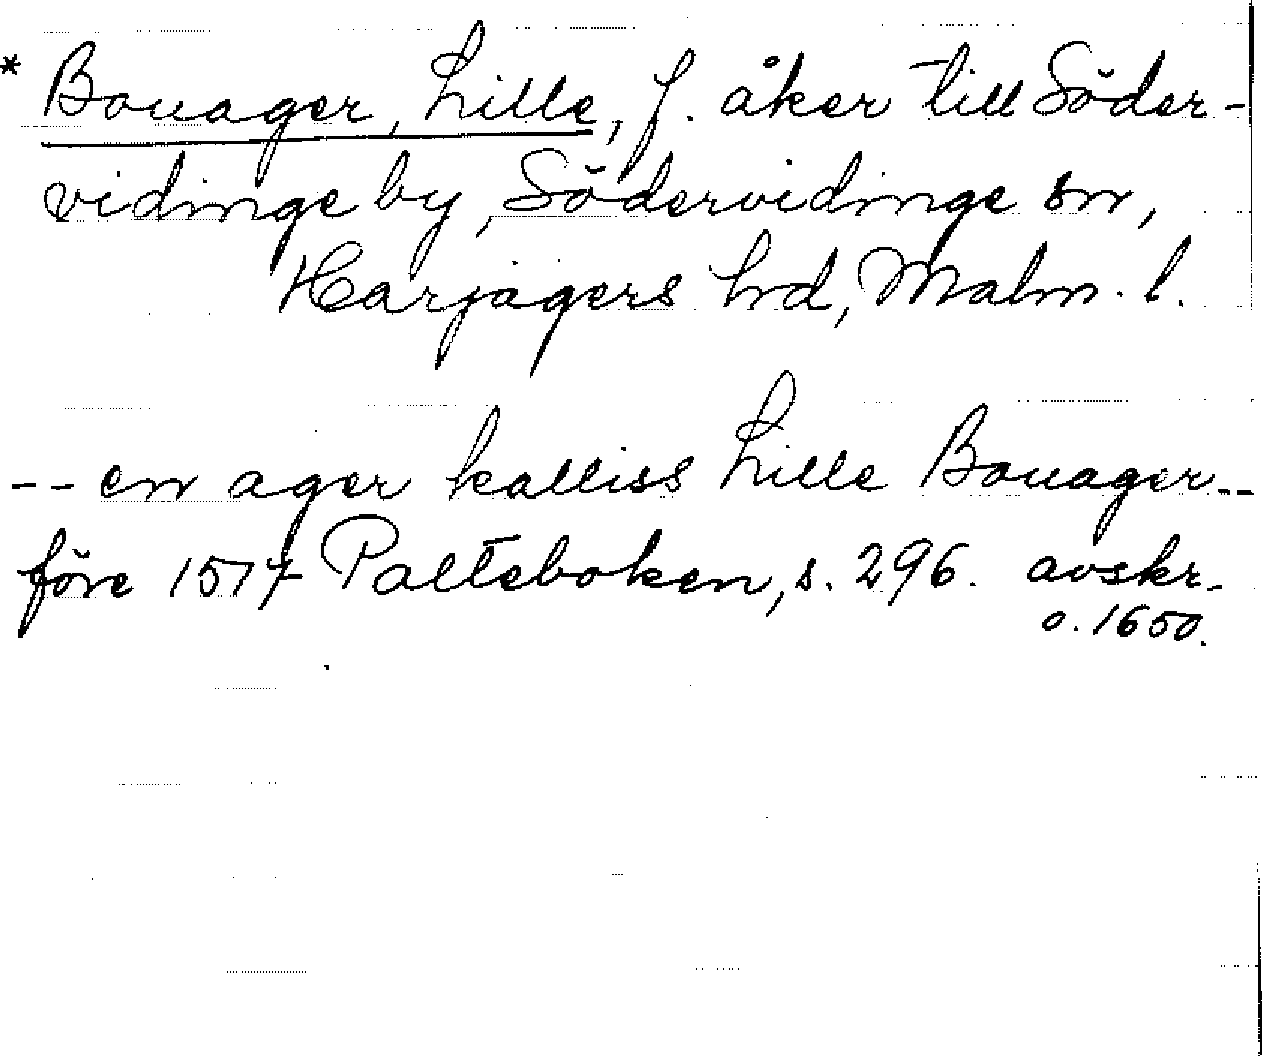 * Bouager, Lille, f. åker till Söder-
vidinge by, Södervidinge sn,
Harjagers hd, Malm. l.
-- en ager kalliss Lille Bouager --
före 1517 Palteboken, s. 296. avskr.
o. 1650.